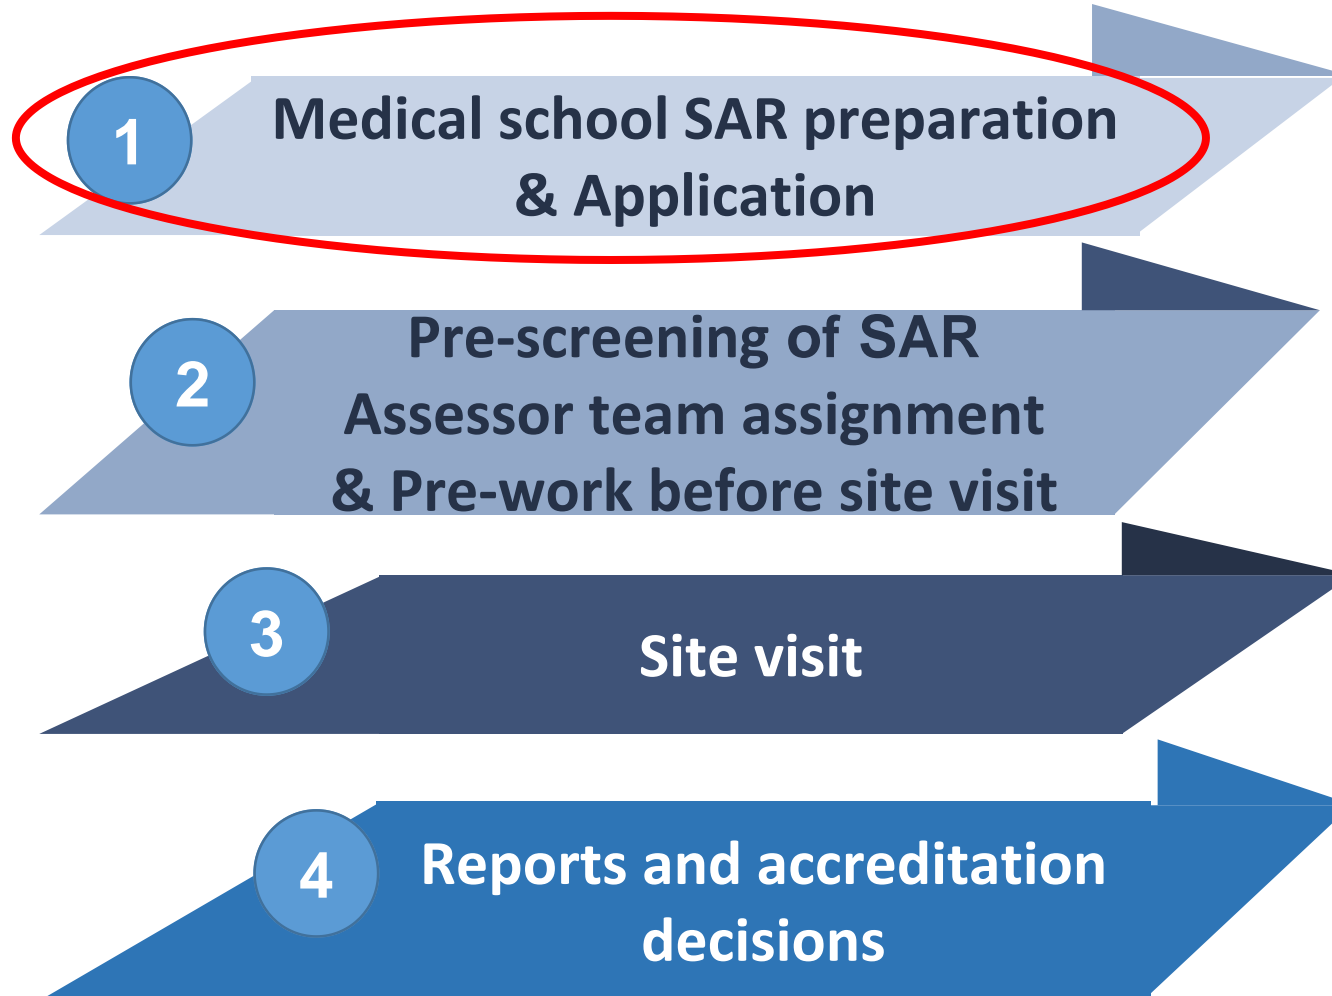 1
Medical school SAR preparation
& Application
2
Pre-screening of SAR
Assessor team assignment
& Pre-work before site visit
3
Site visit
4
Reports and accreditation
decisions